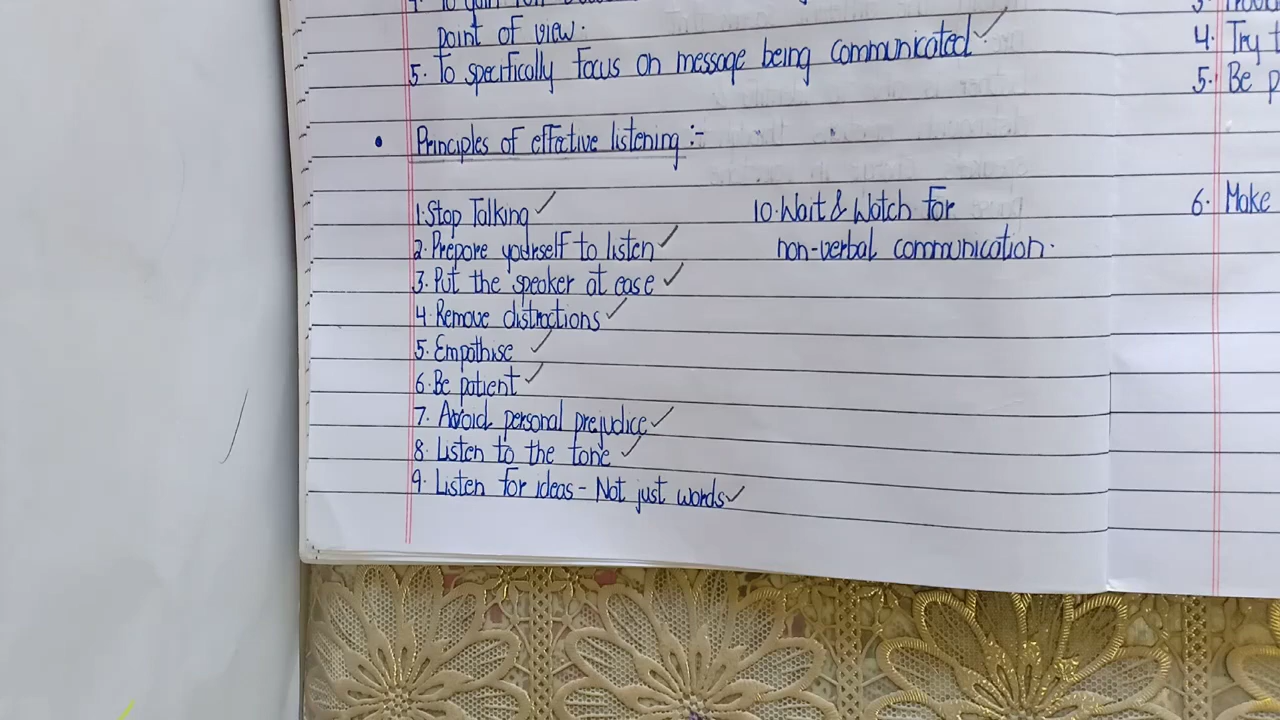 point of view.
5. To specifically focus on message being communicated
• Principles of effective listening :-
1. Stop Talking
2. Prepare yourself to listen
3. Put the speaker at ease
4. Remove distractions
5. Empathise
6. Be patient
7. Avoid personal prejudice
8. Listen to the tone
9. Listen for ideas - Not just words
10. Wait & Watch for
non-verbal communication.
4. Try
5. Be
6. Make